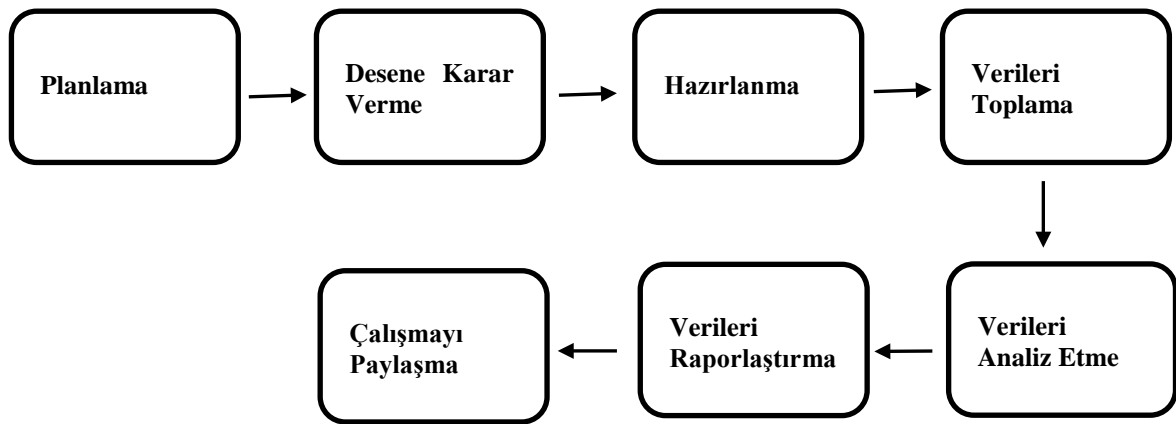 Planlama
Desene Karar
Verme
Hazırlanma
Verileri
Toplama
Verileri
Analiz Etme
Verileri
Raporlaştırma
Çalışmayı
Paylaşma